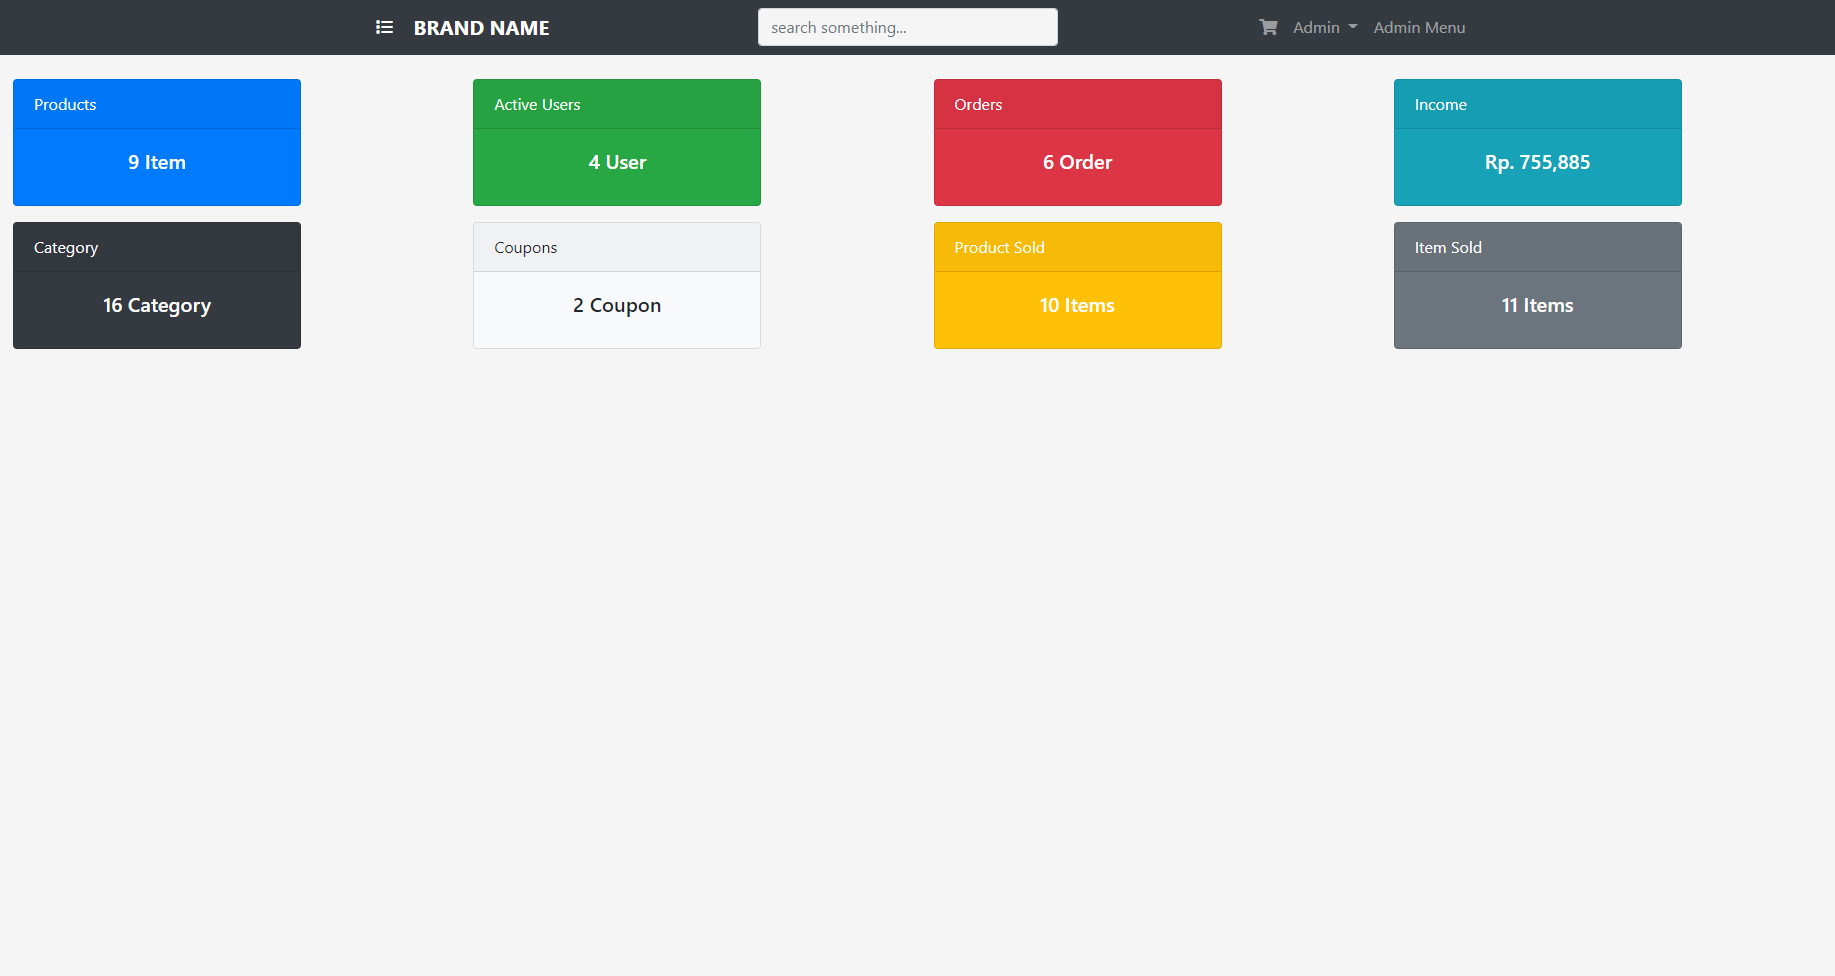 BRAND NAME
search something...
Admin
Admin Menu
Products
9 Item
Active Users
4 User
Orders
6 Order
Income
Rp. 755,885
Category
16 Category
Coupons
2 Coupon
Product Sold
10 Items
Item Sold
11 Items